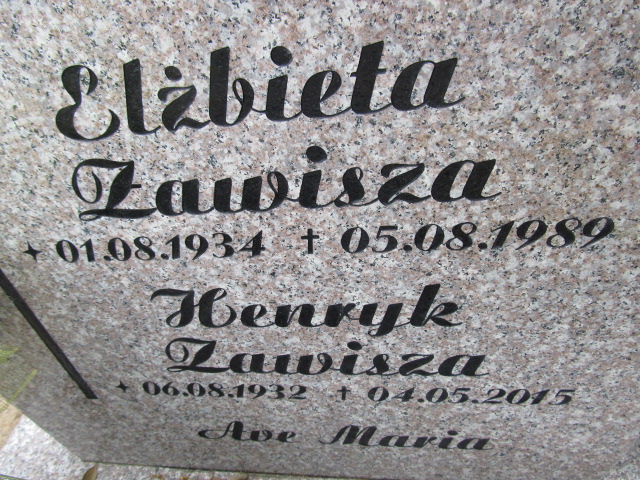 Elżbieta
Zawisza
✦ 01.08.1934 † 05.08.1989
Henryk
Zawisza
✦ 06.08.1932 † 04.05.2015
Ave Maria